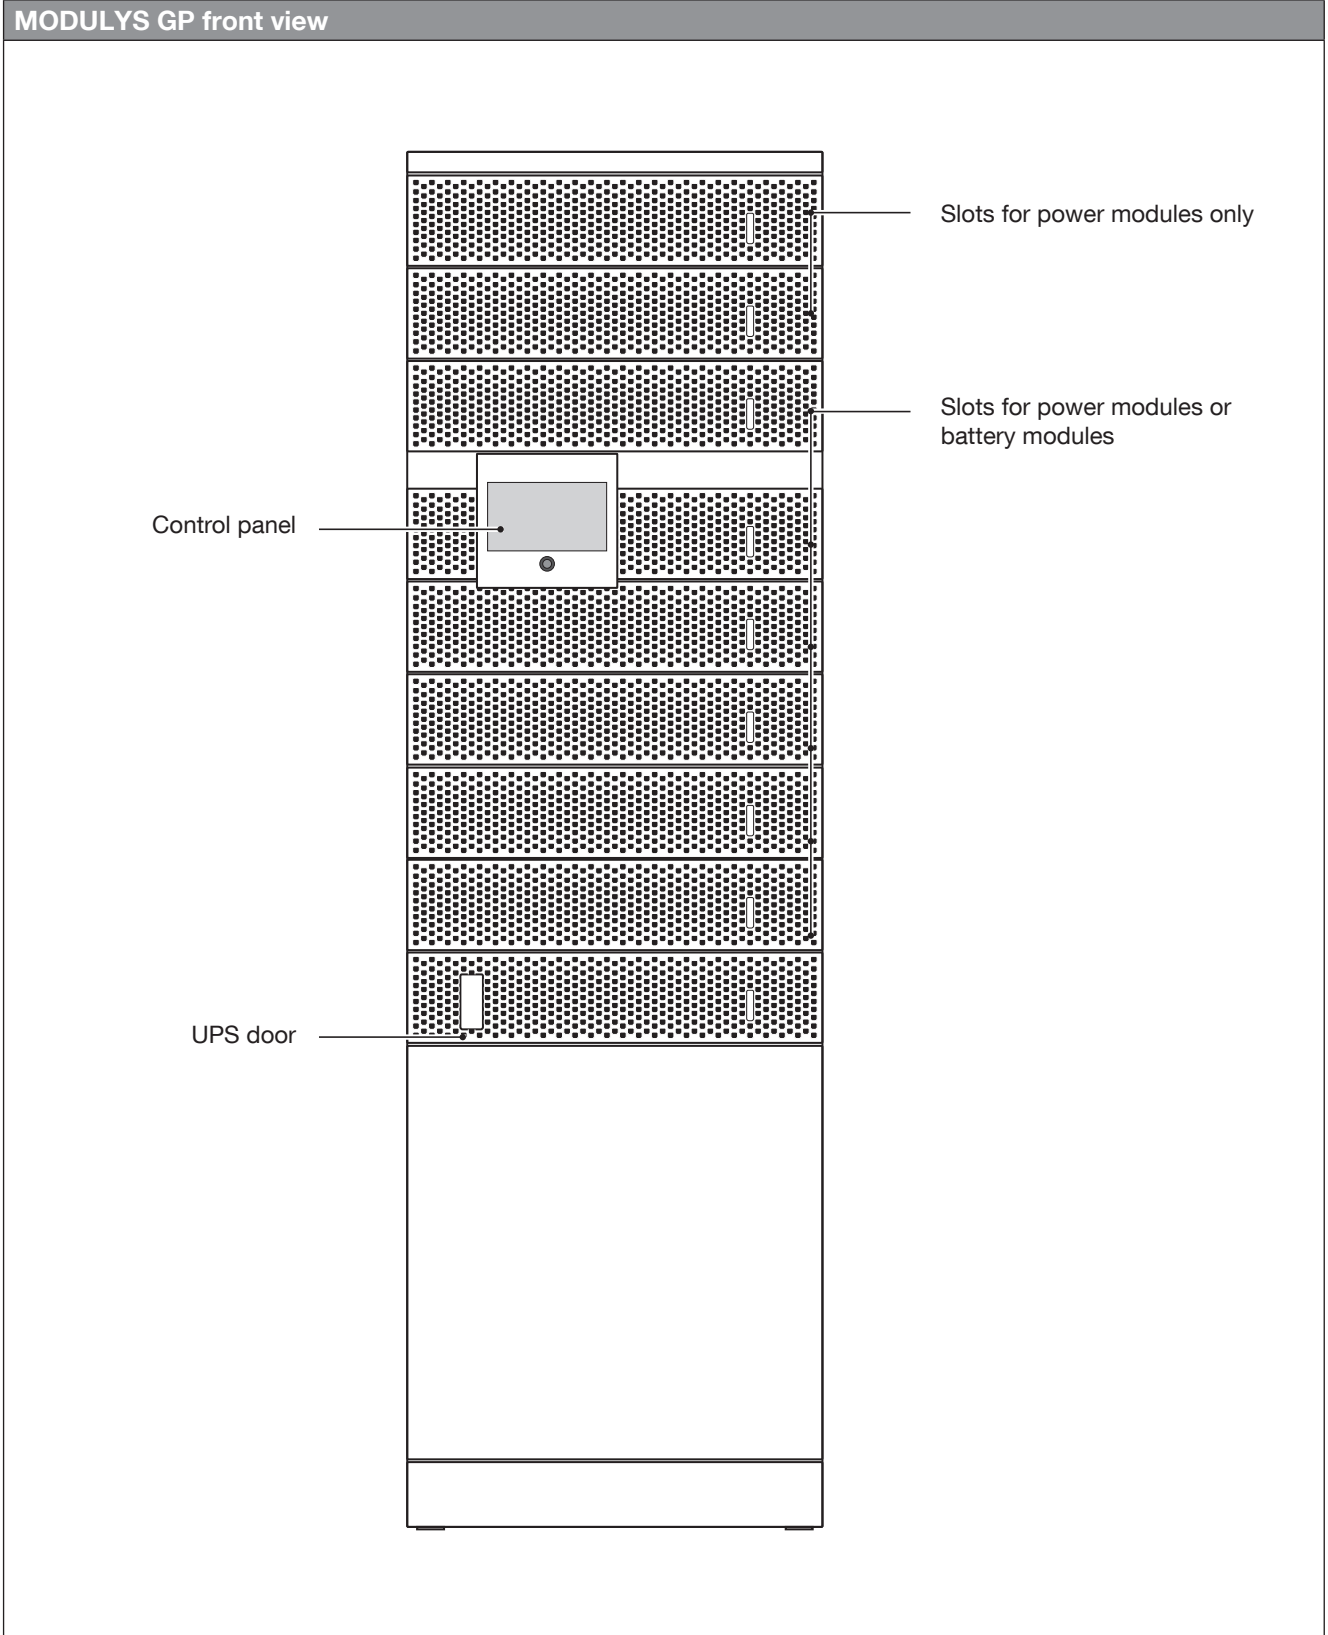 MODULYS GP front view
Slots for power modules only
Slots for power modules or
battery modules
Control panel
UPS door